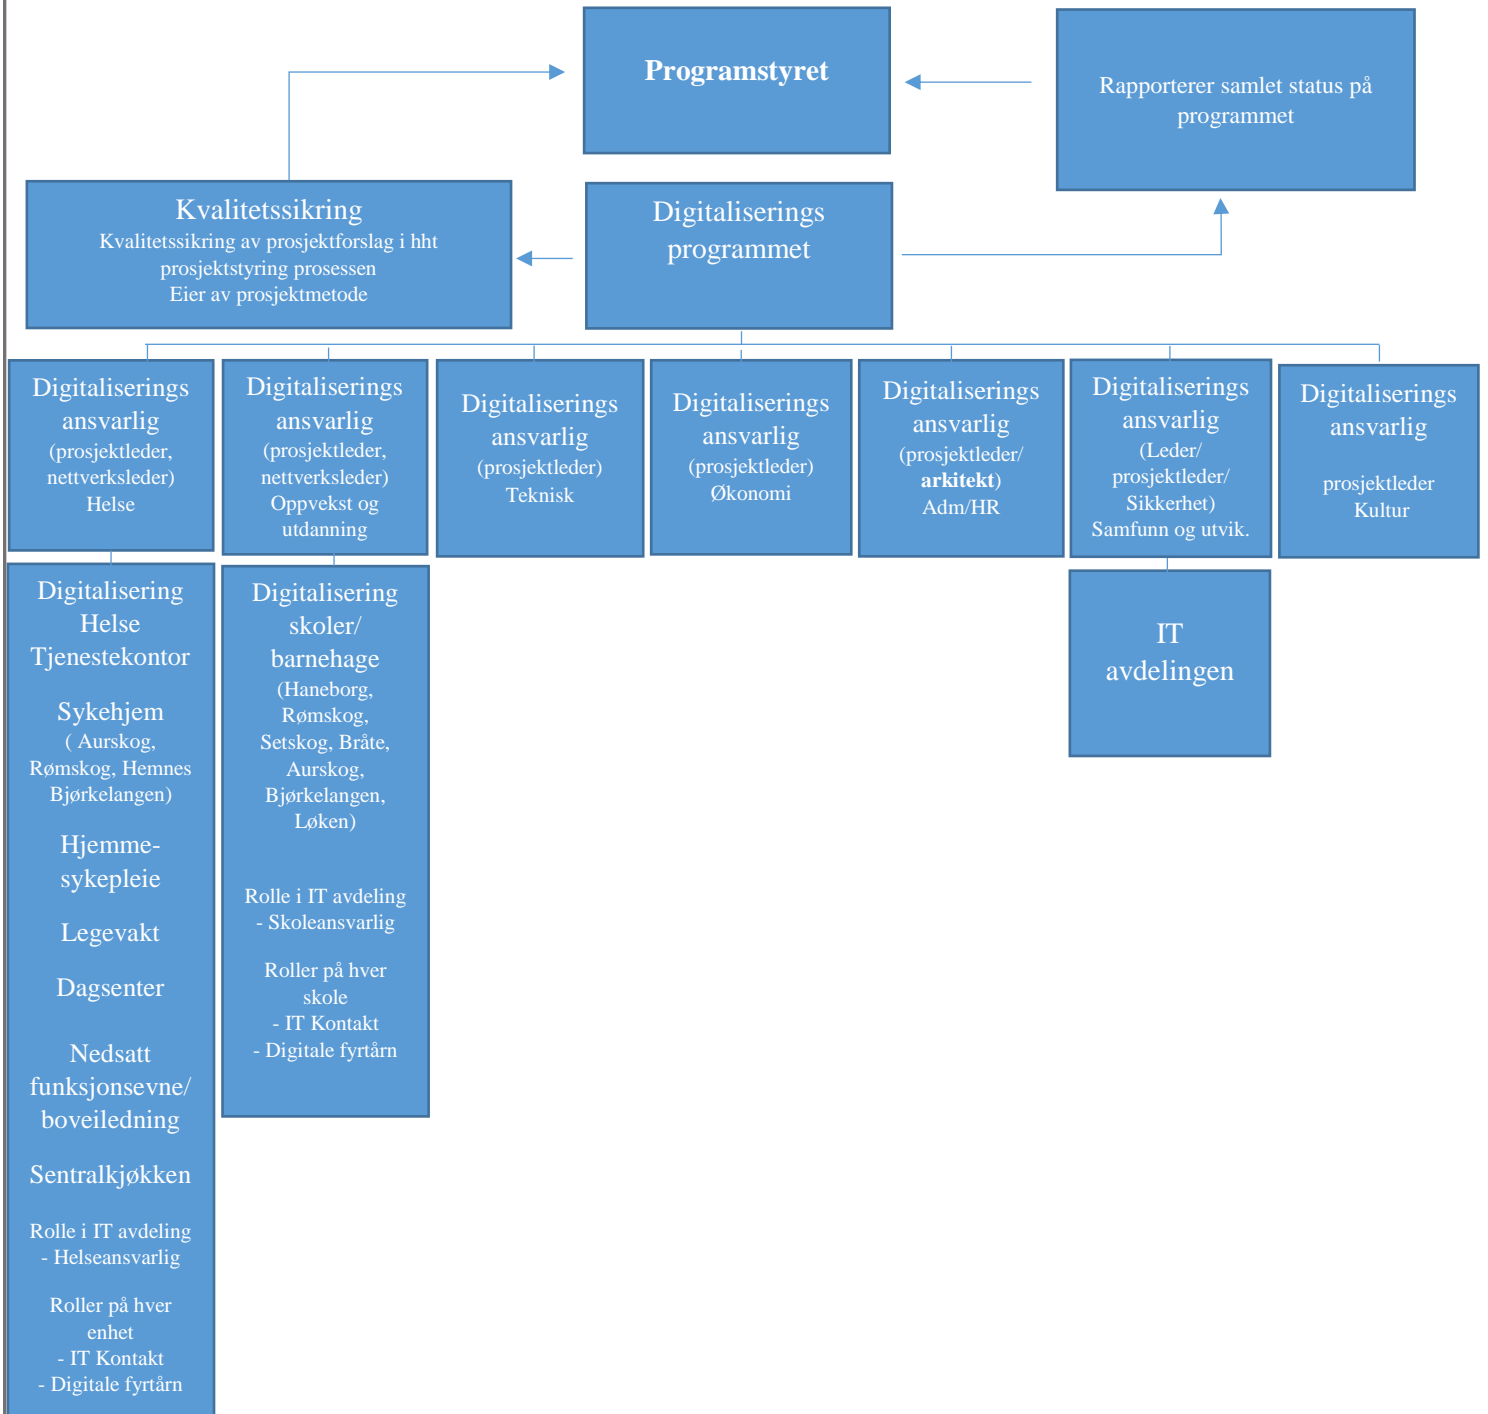 Programstyret
Rapporterer samlet status på
programmet
Kvalitetssikring
Kvalitetssikring av prosjektforslag i hht
prosjektstyring prosessen
Eier av prosjektmetode
Digitaliserings
programmet
Digitaliserings
ansvarlig
(prosjektleder,
nettverksleder)
Helse
Digitaliserings
ansvarlig
(prosjektleder,
nettverksleder)
Oppvekst og
utdanning
Digitaliserings
ansvarlig
(prosjektleder)
Teknisk
Digitaliserings
ansvarlig
(prosjektleder)
Økonomi
Digitaliserings
ansvarlig
(prosjektleder/
arkitekt)
Adm/HR
Digitaliserings
ansvarlig
(Leder/
prosjektleder/
Sikkerhet)
Samfunn og utvik.
Digitaliserings
ansvarlig
prosjektleder
Kultur
Digitalisering
Helse
Tjenestekontor
Sykehjem
( Aurskog,
Rømskog, Hemnes
Bjørkelangen)
Hjemme-
sykepleie
Legevakt
Dagsenter
Nedsatt
funksjonsevne/
boveiledning
Sentralkjøkken
Rolle i IT avdeling
- Helseansvarlig
Roller på hver
enhet
- IT Kontakt
- Digitale fyrtårn
Digitalisering
skoler/
barnehage
(Haneborg,
Rømskog,
Setskog, Bråte,
Aurskog,
Bjørkelangen,
Løken)
Rolle i IT avdeling
- Skoleansvarlig
Roller på hver
skole
- IT Kontakt
- Digitale fyrtårn
IT
avdelingen